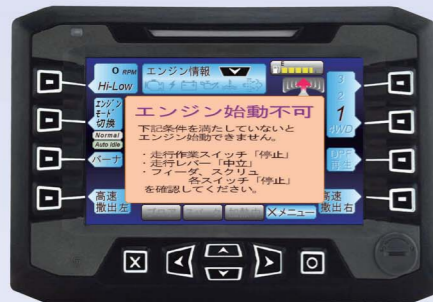 0 RPM
Hi-Low
エンジン情報
E
エンジン
モード
切換
Normal
Auto Idle
バーナ
高速
散出左
エンジン始動不可
下記条件を満たしていないと
エンジン始動できません。
・走行作業スイッチ「停止」
・走行レバー「中立」
・フィーダ、スクリュ
各スイッチ「停止」
を確認してください。
3
2
1
4WD
高速
散出右
×メニュー
X
O